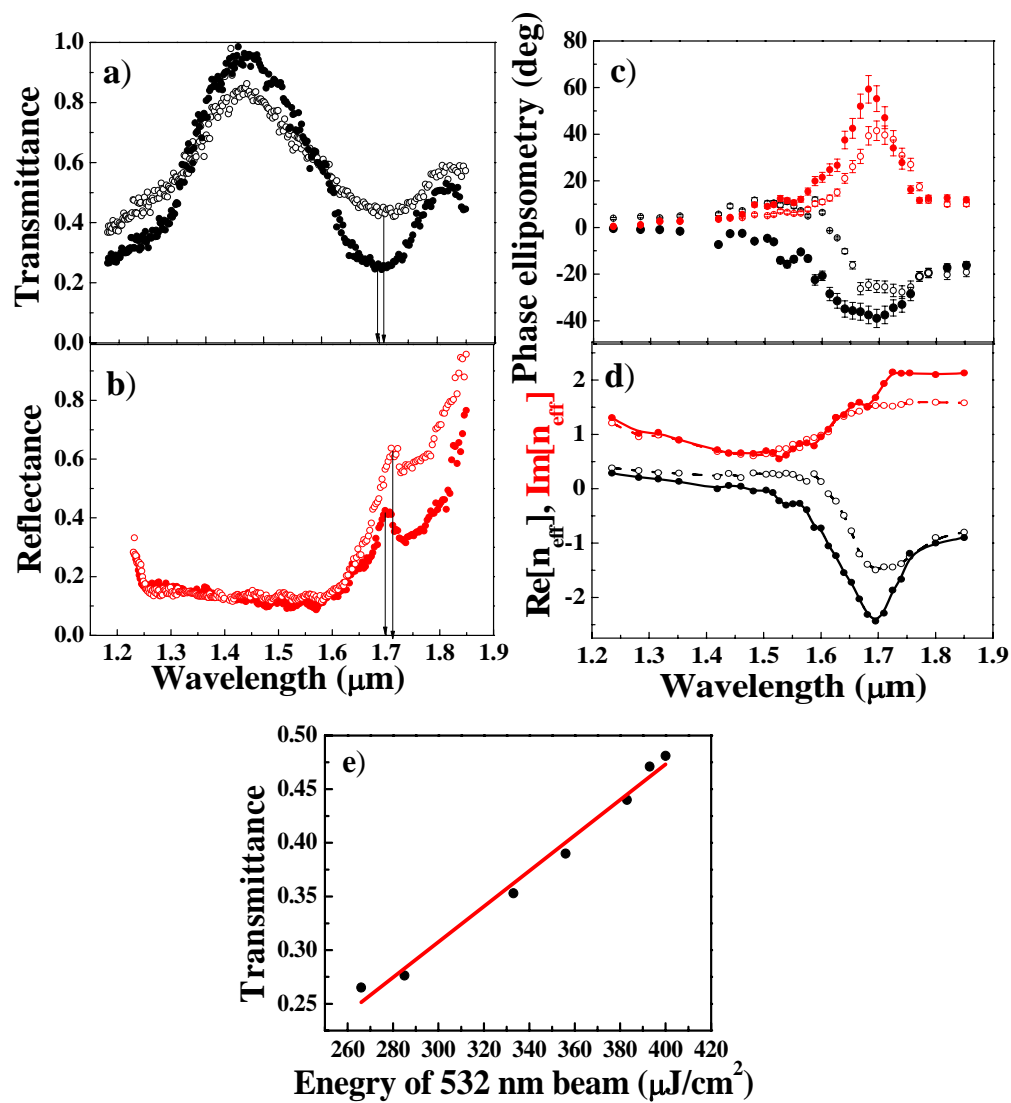 a)
1.0
0.8
0.6
0.4
0.2
0.0
Transmittance
b)
1.0
0.8
0.6
0.4
0.2
0.0
Reflectance
1.2 1.3 1.4 1.5 1.6 1.7 1.8 1.9
Wavelength (μm)
c)
80
60
40
20
0
-20
-40
Phase ellipsometry (deg)
d)
2
1
0
-1
-2
Re[n_eff], Im[n_eff]
1.2 1.3 1.4 1.5 1.6 1.7 1.8 1.9
Wavelength (μm)
e)
0.50
0.45
0.40
0.35
0.30
0.25
Transmittance
260 280 300 320 340 360 380 400 420
Enegry of 532 nm beam (μJ/cm²)